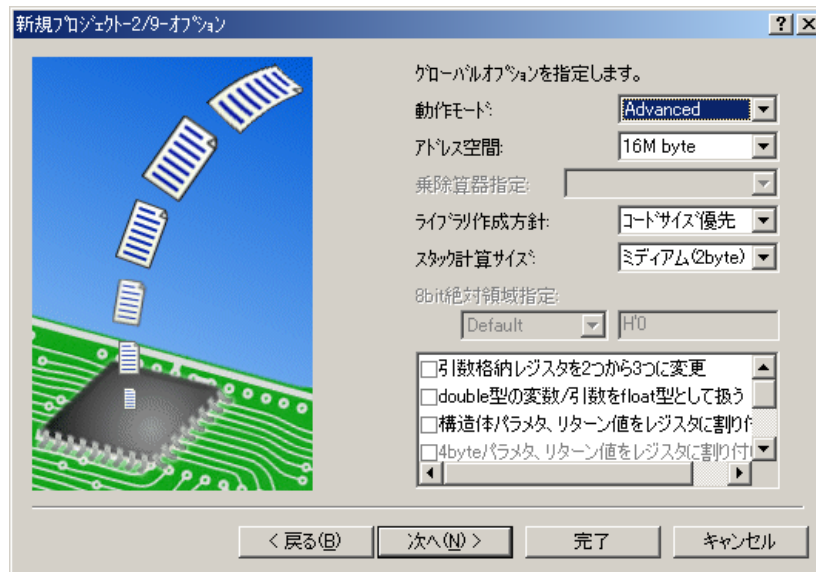 新規ﾌﾟﾛｼﾞｪｸﾄ-2/9-ｵﾌﾟｼｮﾝ
ｸﾞﾛｰﾊﾞﾙｵﾌﾟｼｮﾝを指定します。
動作ﾓｰﾄﾞ: Advanced
ｱﾄﾞﾚｽ空間: 16M byte
乗除算器指定:
ﾗｲﾌﾞﾗﾘ作成方針: ｺｰﾄﾞｻｲｽﾞ優先
ｽﾀｯｸ計算ｻｲｽﾞ: ﾐﾃﾞｨｱﾑ(2byte)
8bit絶対領域指定:
Default H'0
引数格納レジスタを2つから3つに変更
double型の変数/引数をfloat型として扱う
構造体パラメタ、リターン値をレジスタに割り付
4byteパラメタ、リターン値をレジスタに割り付け
< 戻る(B) 次へ(N) > 完了 キャンセル